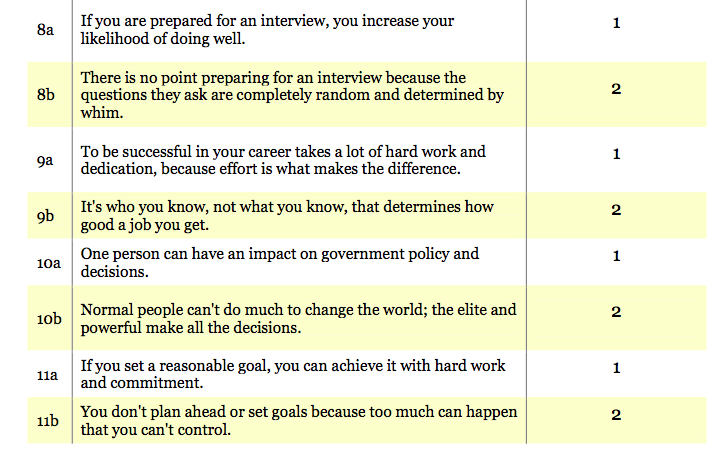 8a
If you are prepared for an interview, you increase your
likelihood of doing well.
1
8b
There is no point preparing for an interview because the
questions they ask are completely random and determined by
whim.
2
9a
To be successful in your career takes a lot of hard work and
dedication, because effort is what makes the difference.
1
9b
It's who you know, not what you know, that determines how
good a job you get.
2
10a
One person can have an impact on government policy and
decisions.
1
10b
Normal people can't do much to change the world; the elite and
powerful make all the decisions.
2
11a
If you set a reasonable goal, you can achieve it with hard work
and commitment.
1
11b
You don't plan ahead or set goals because too much can happen
that you can't control.
2